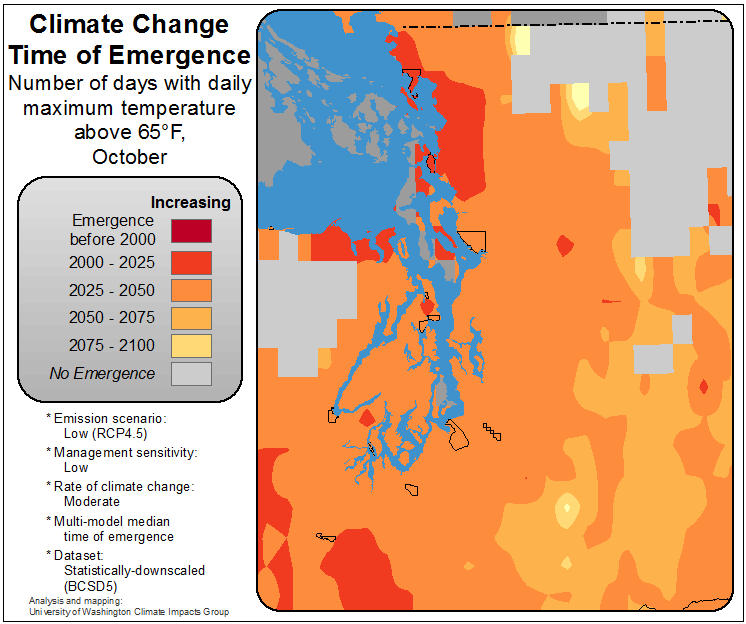 Climate Change
Time of Emergence
Number of days with daily
maximum temperature
above 65°F,
October
Increasing
Emergence
before 2000
2000 - 2025
2025 - 2050
2050 - 2075
2075 - 2100
No Emergence
* Emission scenario:
Low (RCP4.5)
* Management sensitivity:
Low
* Rate of climate change:
Moderate
* Multi-model median
time of emergence
* Dataset:
Statistically-downscaled
(BCSD5)
Analysis and mapping:
University of Washington Climate Impacts Group